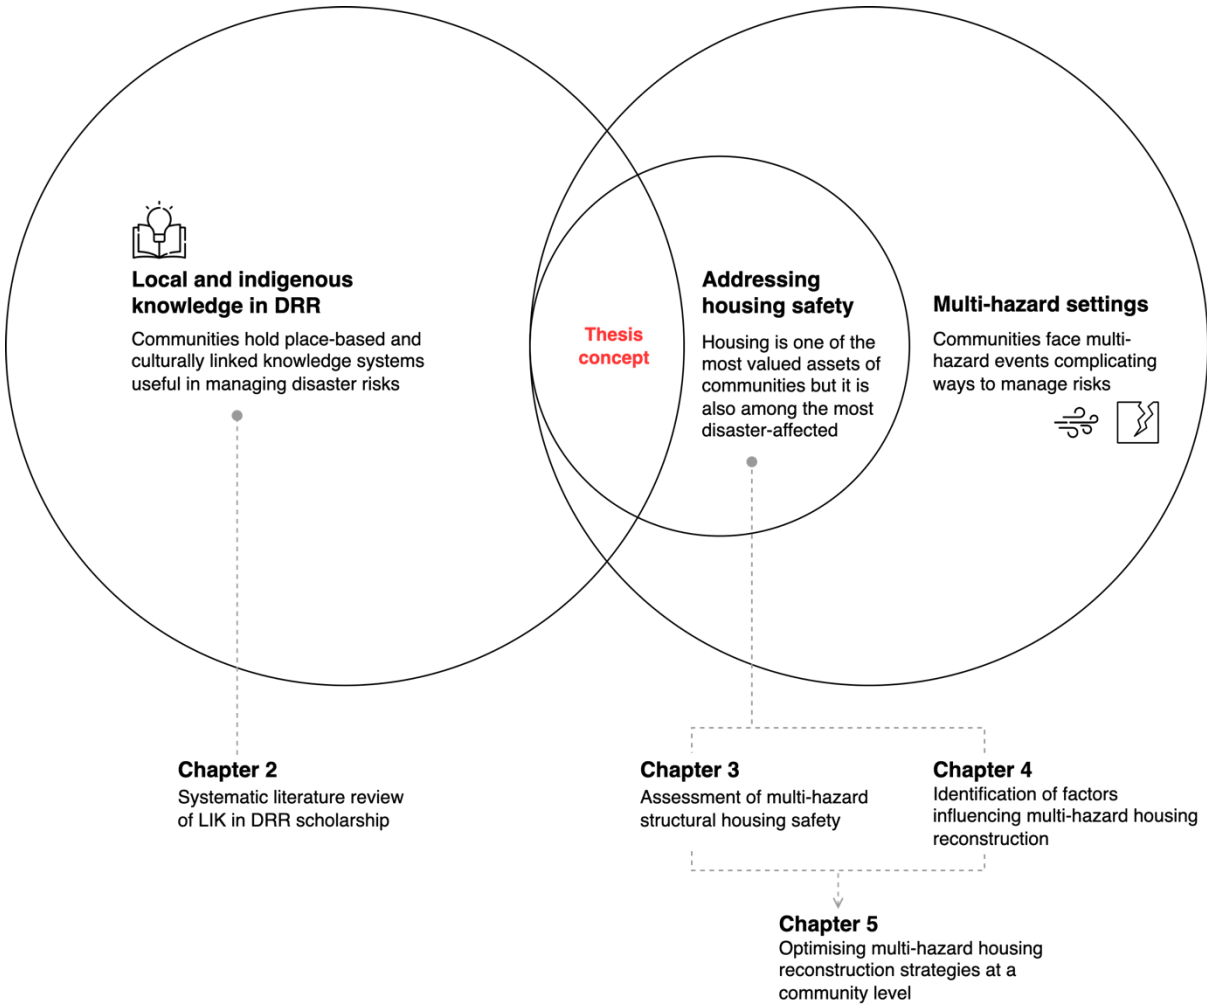 Local and indigenous
knowledge in DRR
Communities hold place-based and
culturally linked knowledge systems
useful in managing disaster risks
Thesis
concept
Addressing
housing safety
Housing is one of the
most valued assets of
communities but it is
also among the most
disaster-affected
Multi-hazard settings
Communities face multi-
hazard events complicating
ways to manage risks
Chapter 2
Systematic literature review
of LIK in DRR scholarship
Chapter 3
Assessment of multi-hazard
structural housing safety
Chapter 4
Identification of factors
influencing multi-hazard housing
reconstruction
Chapter 5
Optimising multi-hazard housing
reconstruction strategies at a
community level